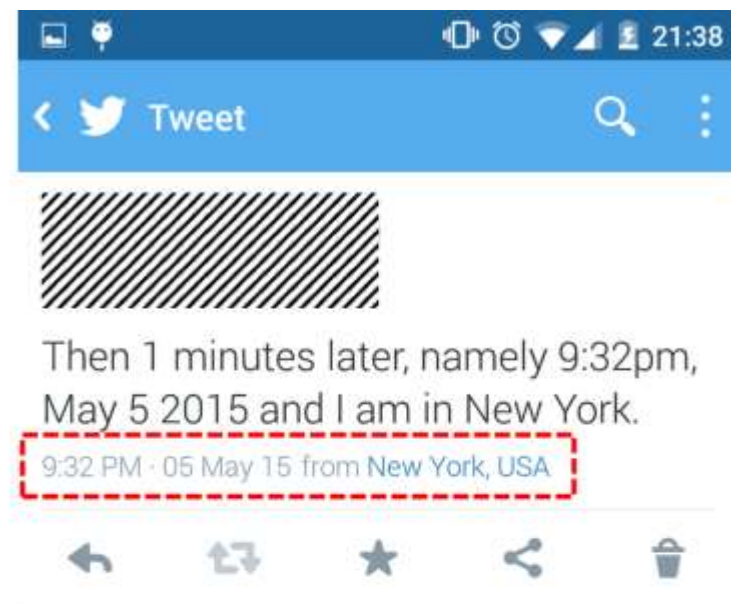 21:38
Tweet
Then 1 minutes later, namely 9:32pm,
May 5 2015 and I am in New York.
9:32 PM · 05 May 15 from New York, USA